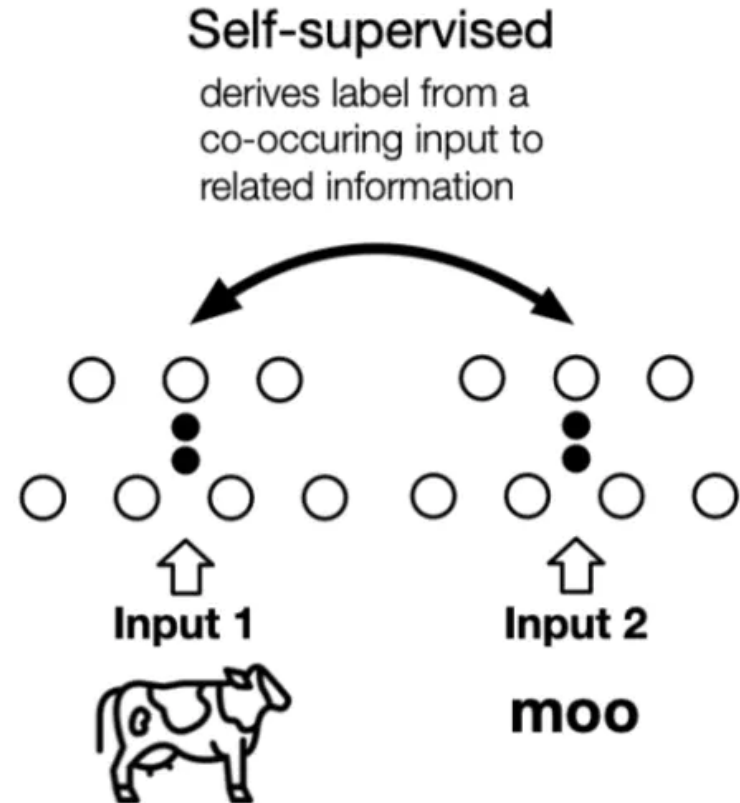 Self-supervised
derives label from a
co-occuring input to
related information
Input 1
Input 2
moo